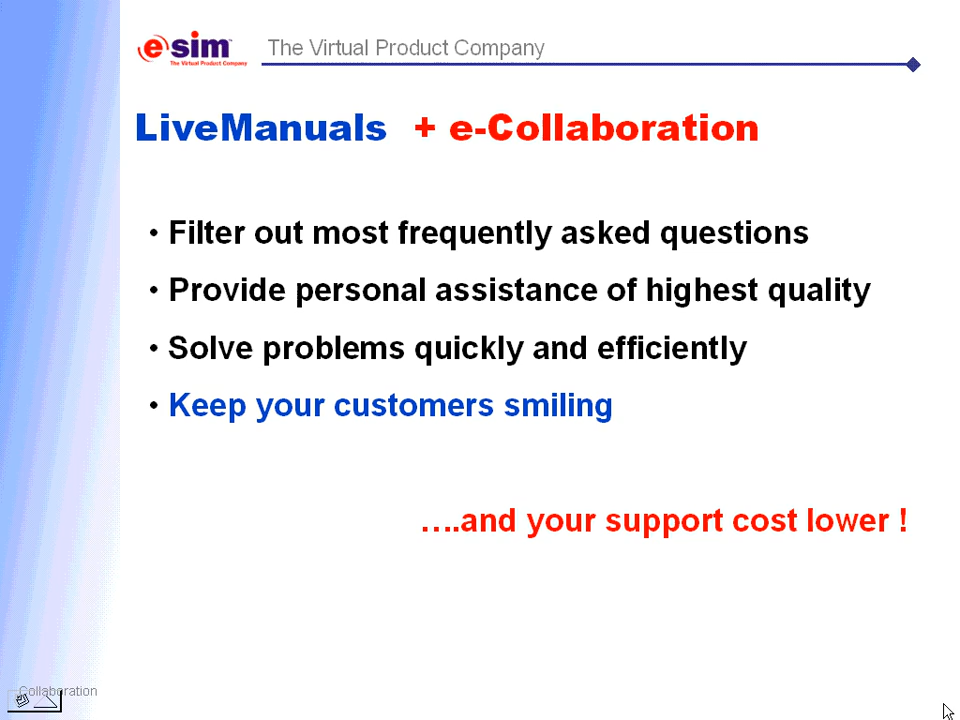 e sim™ The Virtual Product Company
The Virtual Product Company
LiveManuals + e-Collaboration
• Filter out most frequently asked questions
• Provide personal assistance of highest quality
• Solve problems quickly and efficiently
• Keep your customers smiling
….and your support cost lower !
Collaboration